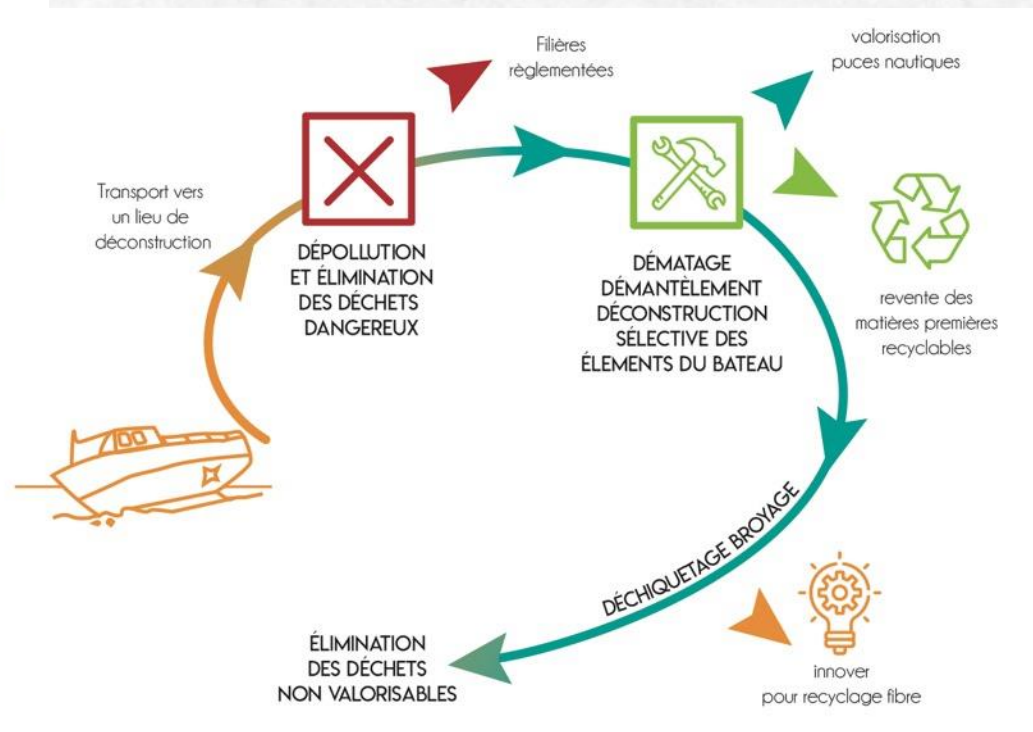 Filières
règlementées
valorisation
puces nautiques
Transport vers
un lieu de
déconstruction
DÉPOLLUTION
ET ÉLIMINATION
DES DÉCHETS
DANGEREUX
DÉMATAGE
DÉMANTÈLEMENT
DÉCONSTRUCTION
SÉLECTIVE DES
ÉLEMENTS DU BATEAU
revente des
matières premières
recyclables
DÉCHIQUETAGE BROYAGE
innover
pour recyclage fibre
ÉLIMINATION
DES DÉCHETS
NON VALORISABLES